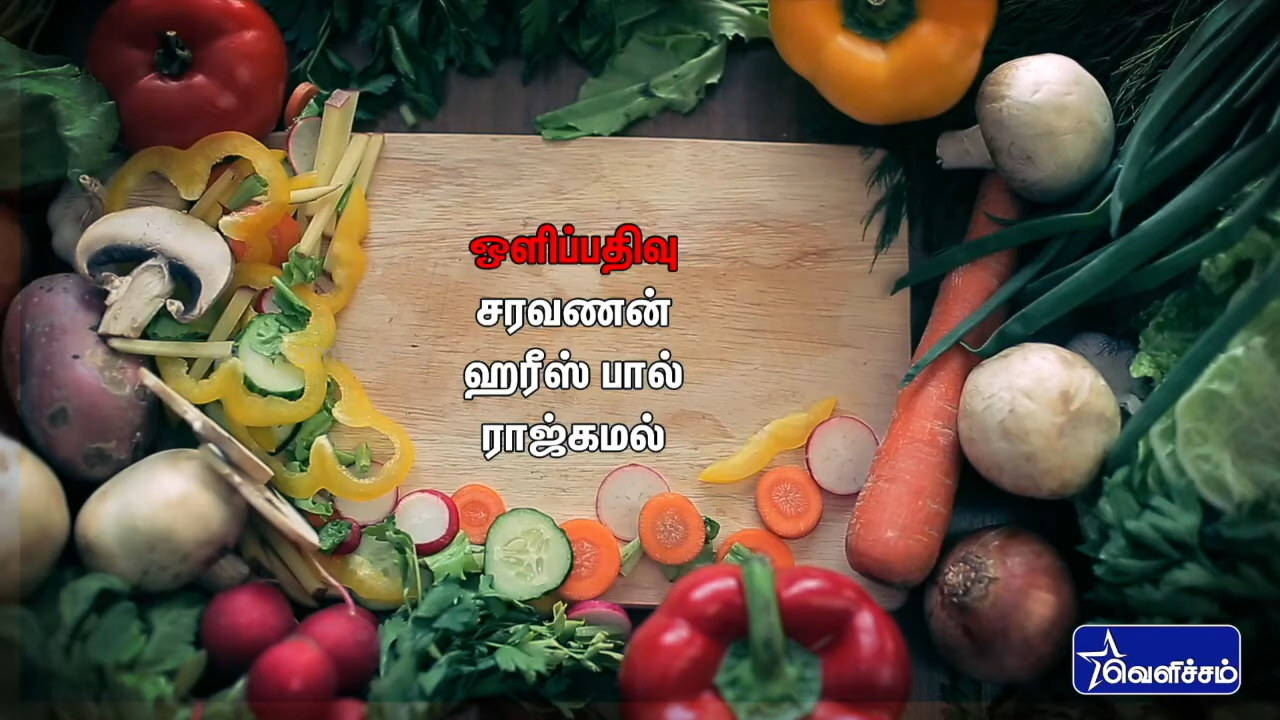 ஒளிப்பதிவு
சரவணன்
ஹரீஸ் பால்
ராஜ்கமல்
வெளிச்சம்